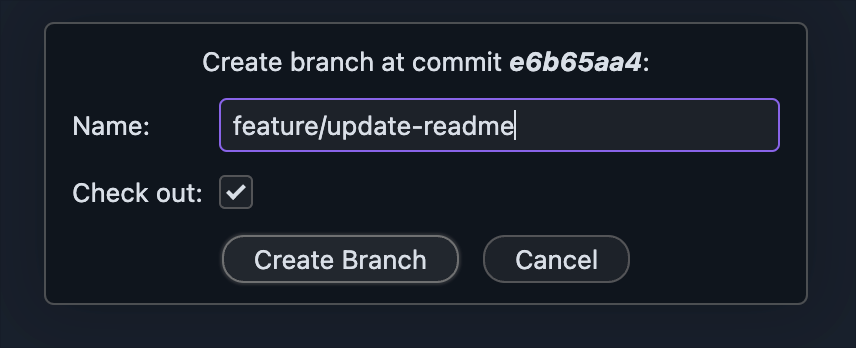 Create branch at commit e6b65aa4:
Name: feature/update-readme
Check out:
Create Branch Cancel